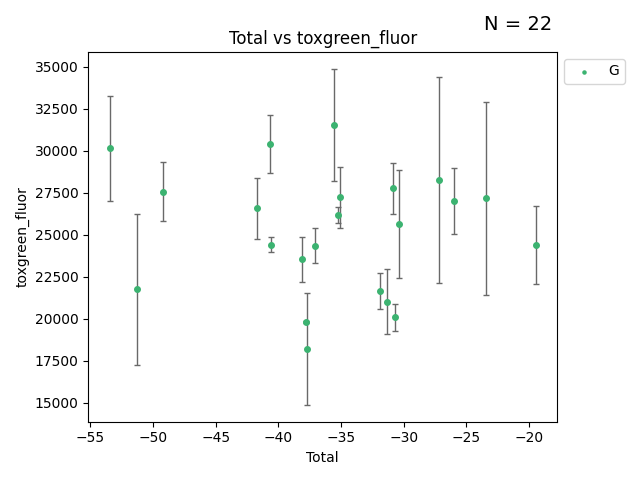 N = 22
Total vs toxgreen_fluor
G
35000
32500
30000
27500
25000
22500
20000
17500
15000
toxgreen_fluor
−55 −50 −45 −40 −35 −30 −25 −20
Total